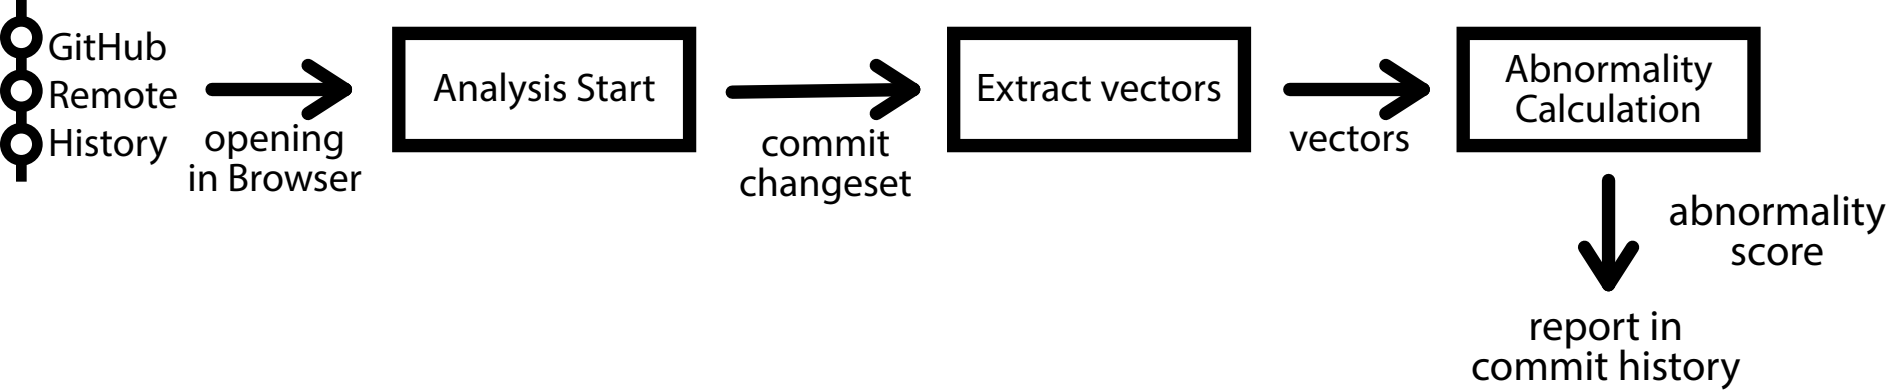 GitHub
Remote
History
opening
in Browser
Analysis Start
commit
changeset
Extract vectors
vectors
Abnormality
Calculation
abnormality
score
report in
commit history